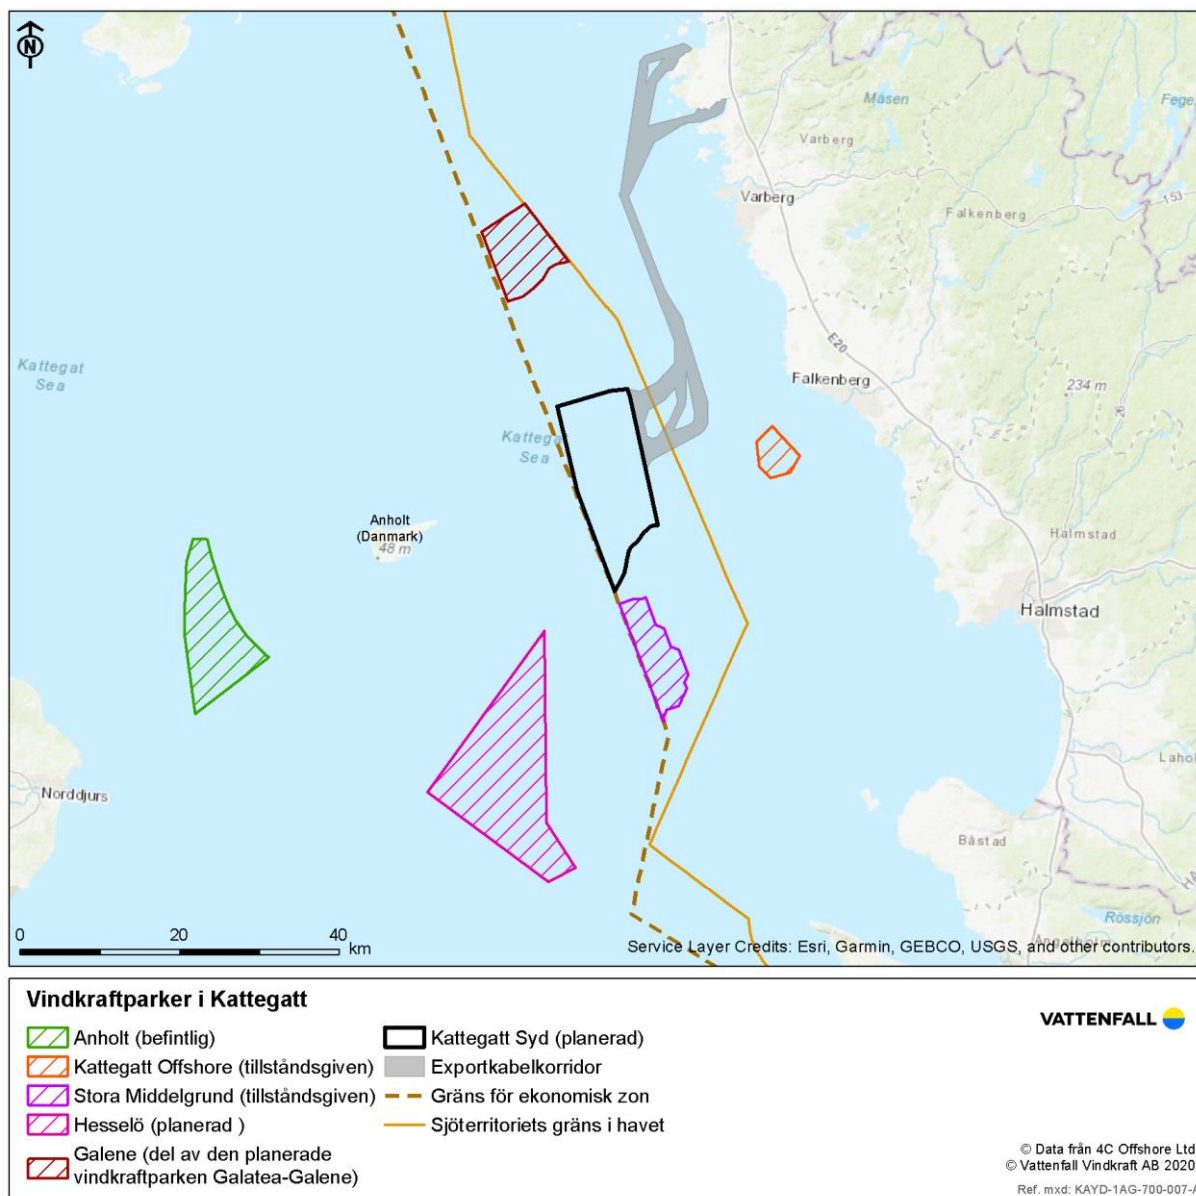 N
Mäsen
Fege
Varberg
Varberg
153
Falkenberg
Kattegat
Sea
E20
Falkenberg
234 m
26
Kattegat
Sea
Anholt
(Danmark)
48 m
Halmstad
Halmstad
Laho
Norddjurs
Båstad
Rössjön
0 20 40
km
Service Layer Credits: Esri, Garmin, GEBCO, USGS, and other contributors.
Vindkraftparker i Kattegatt
Anholt (befintlig)
Kattegatt Offshore (tillståndsgiven)
Stora Middelgrund (tillståndsgiven)
Hesselö (planerad )
Galene (del av den planerade
vindkraftparken Galatea-Galene)
Kattegatt Syd (planerad)
Exportkabelkorridor
Gräns för ekonomisk zon
Sjöterritoriets gräns i havet
VATTENFALL
© Data från 4C Offshore Ltd
© Vattenfall Vindkraft AB 2020
Ref. mxd: KAYD-1AG-700-007-A